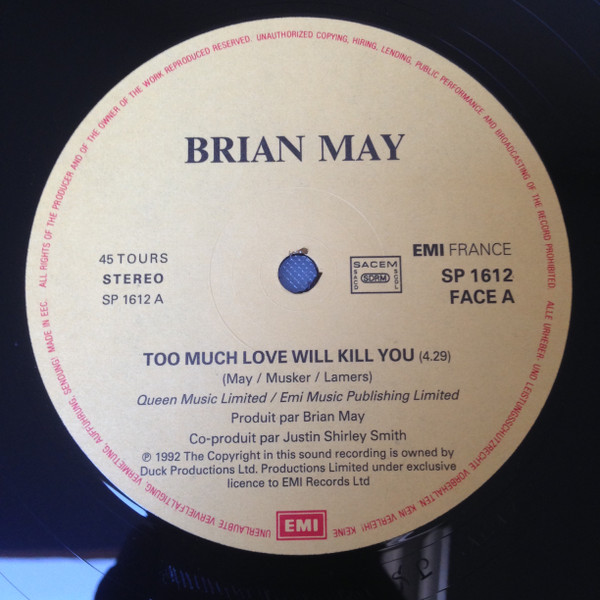 ALL RIGHTS OF THE PRODUCER AND OF THE OWNER OF THE WORK REPRODUCED RESERVED. UNAUTHORIZED COPYING, HIRING, LENDING, PUBLIC PERFORMANCE AND BROADCASTING OF THE RECORD PROHIBITED. ALLE URHEBER- UND LEISTUNGSSCHUTZRECHTE VORBEHALTEN. KEIN VERLEIH! KEINE UNERLAUBTE VERVIELFÄLTIGUNG, VERMIETUNG, AUFFÜHRUNG, SENDUNG! MADE IN EEC.
BRIAN MAY
45 TOURS
STEREO
SP 1612 A
SACEM
SACD
SDRM
SCGL
EMI FRANCE
SP 1612
FACE A
TOO MUCH LOVE WILL KILL YOU (4.29)
(May / Musker / Lamers)
Queen Music Limited / Emi Music Publishing Limited
Produit par Brian May
Co-produit par Justin Shirley Smith
℗ 1992 The Copyright in this sound recording is owned by
Duck Productions Ltd. Productions Limited under exclusive
licence to EMI Records Ltd
EMI